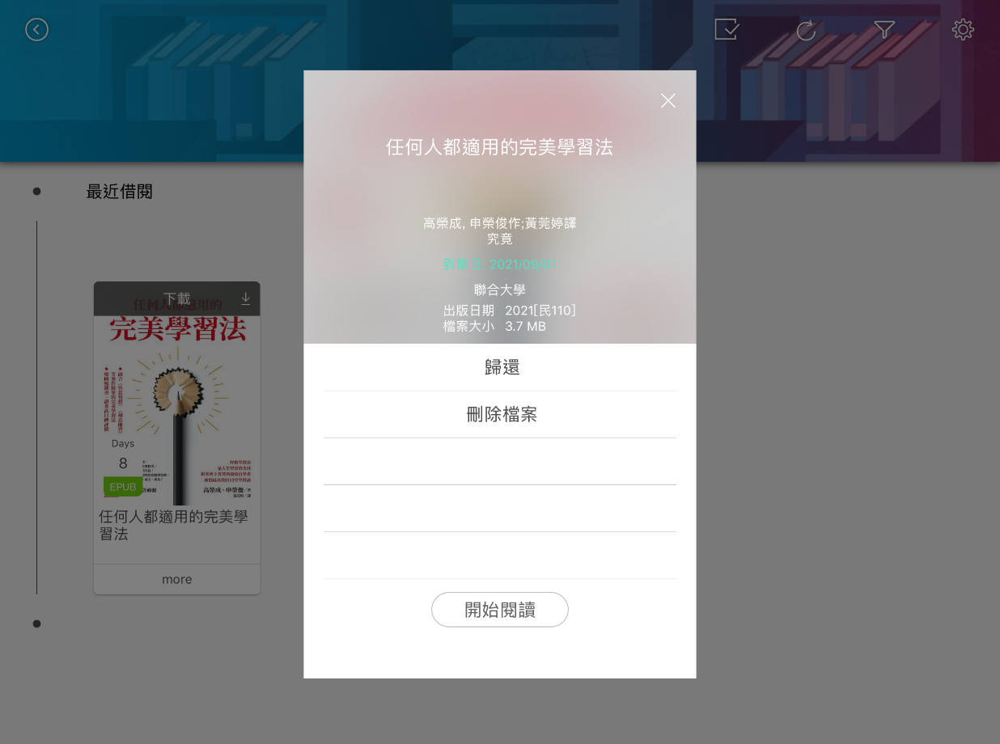 最近借閱
下載
任何人都適用的
完美學習法
Days
8
EPUB
高榮成、申榮俊
任何人都適用的完美學
習法
more
任何人都適用的完美學習法
高榮成, 申榮俊作;黃莞婷譯
究竟
到期日: 2021/09/01
聯合大學
出版日期 2021[民110]
檔案大小 3.7 MB
歸還
刪除檔案
開始閱讀